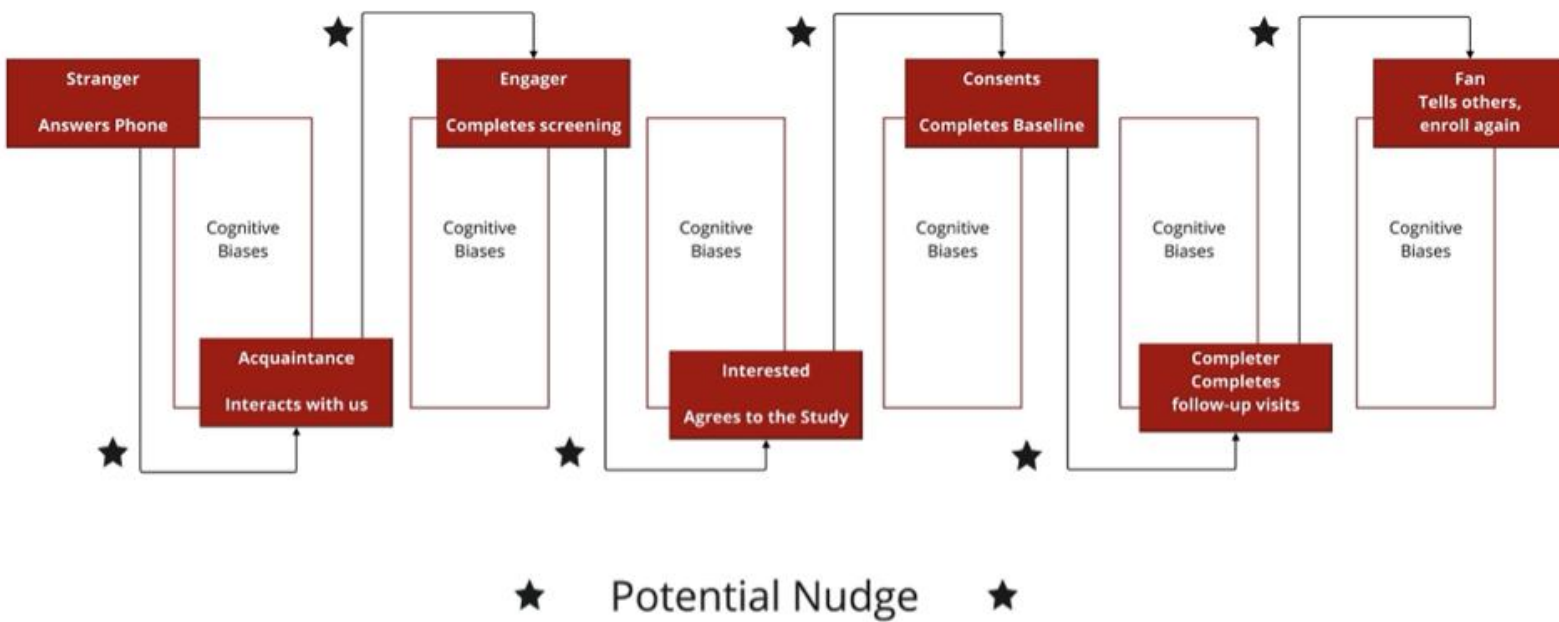 Stranger
Answers Phone
Engager
Completes screening
Consents
Completes Baseline
Fan
Tells others,
enroll again
Cognitive
Biases
Cognitive
Biases
Cognitive
Biases
Cognitive
Biases
Cognitive
Biases
Cognitive
Biases
Acquaintance
Interacts with us
Interested
Agrees to the Study
Completer
Completes
follow-up visits
Potential Nudge